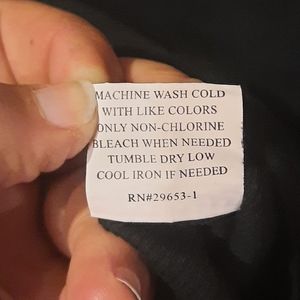 MACHINE WASH COLD
WITH LIKE COLORS
ONLY NON-CHLORINE
BLEACH WHEN NEEDED
TUMBLE DRY LOW
COOL IRON IF NEEDED
RN#29653-1